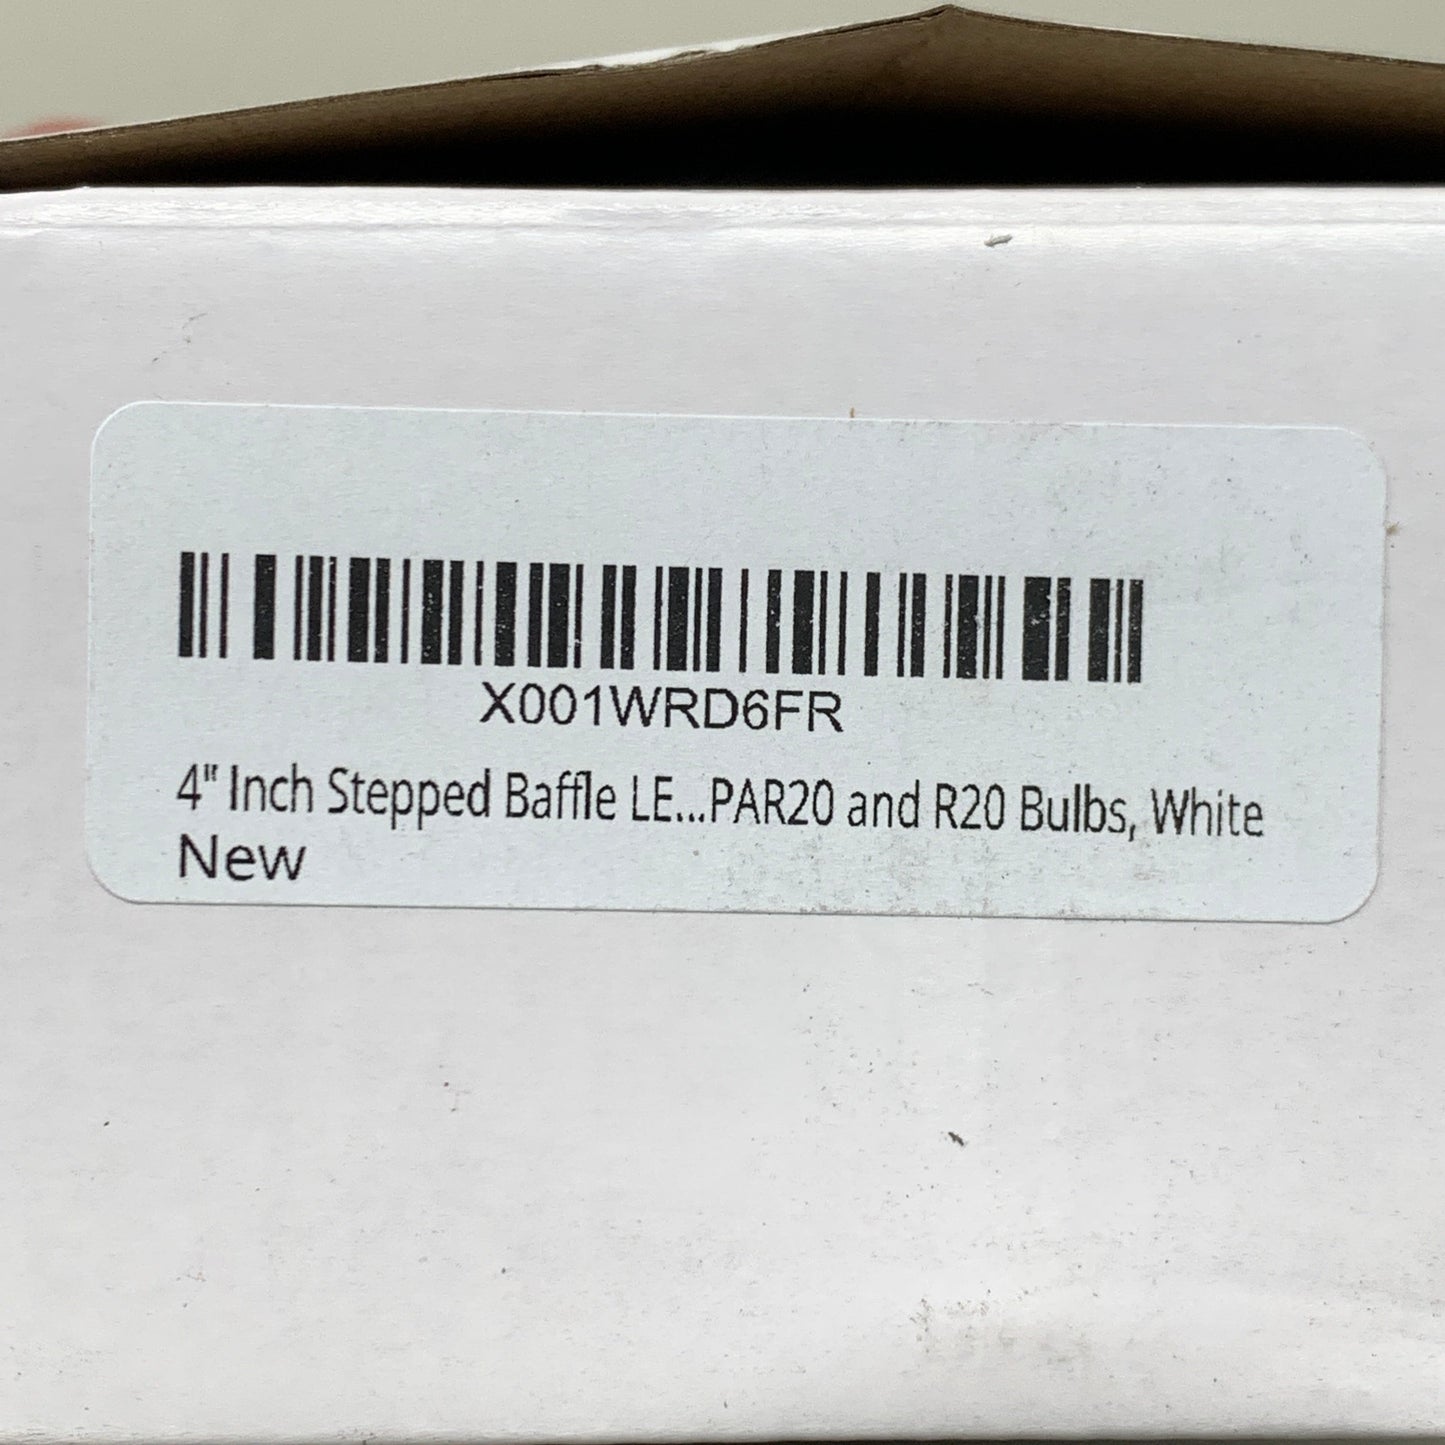 X001WRD6FR
4" Inch Stepped Baffle LE...PAR20 and R20 Bulbs, White
New